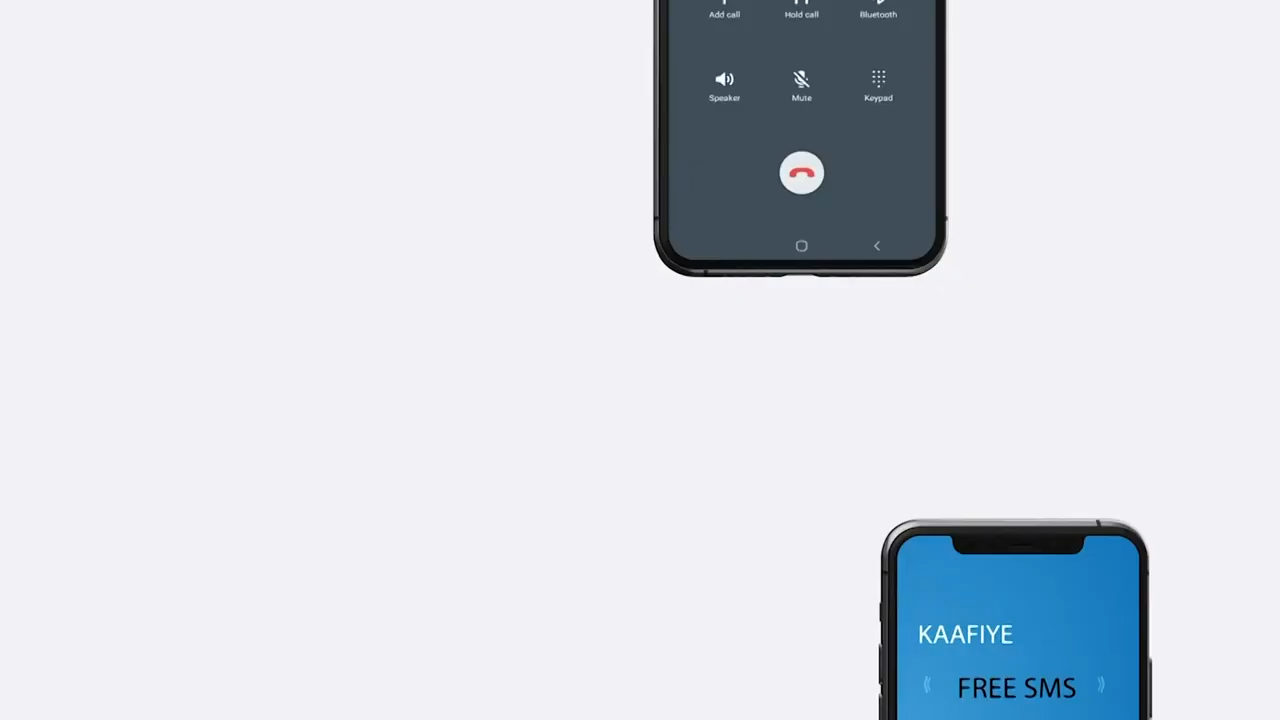 Add call Hold call Bluetooth
Speaker Mute Keypad
KAAFIYE
FREE SMS